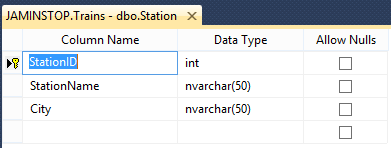 JAMINSTOP.Trains - dbo.Station
Column Name Data Type Allow Nulls
StationID int
StationName nvarchar(50)
City nvarchar(50)